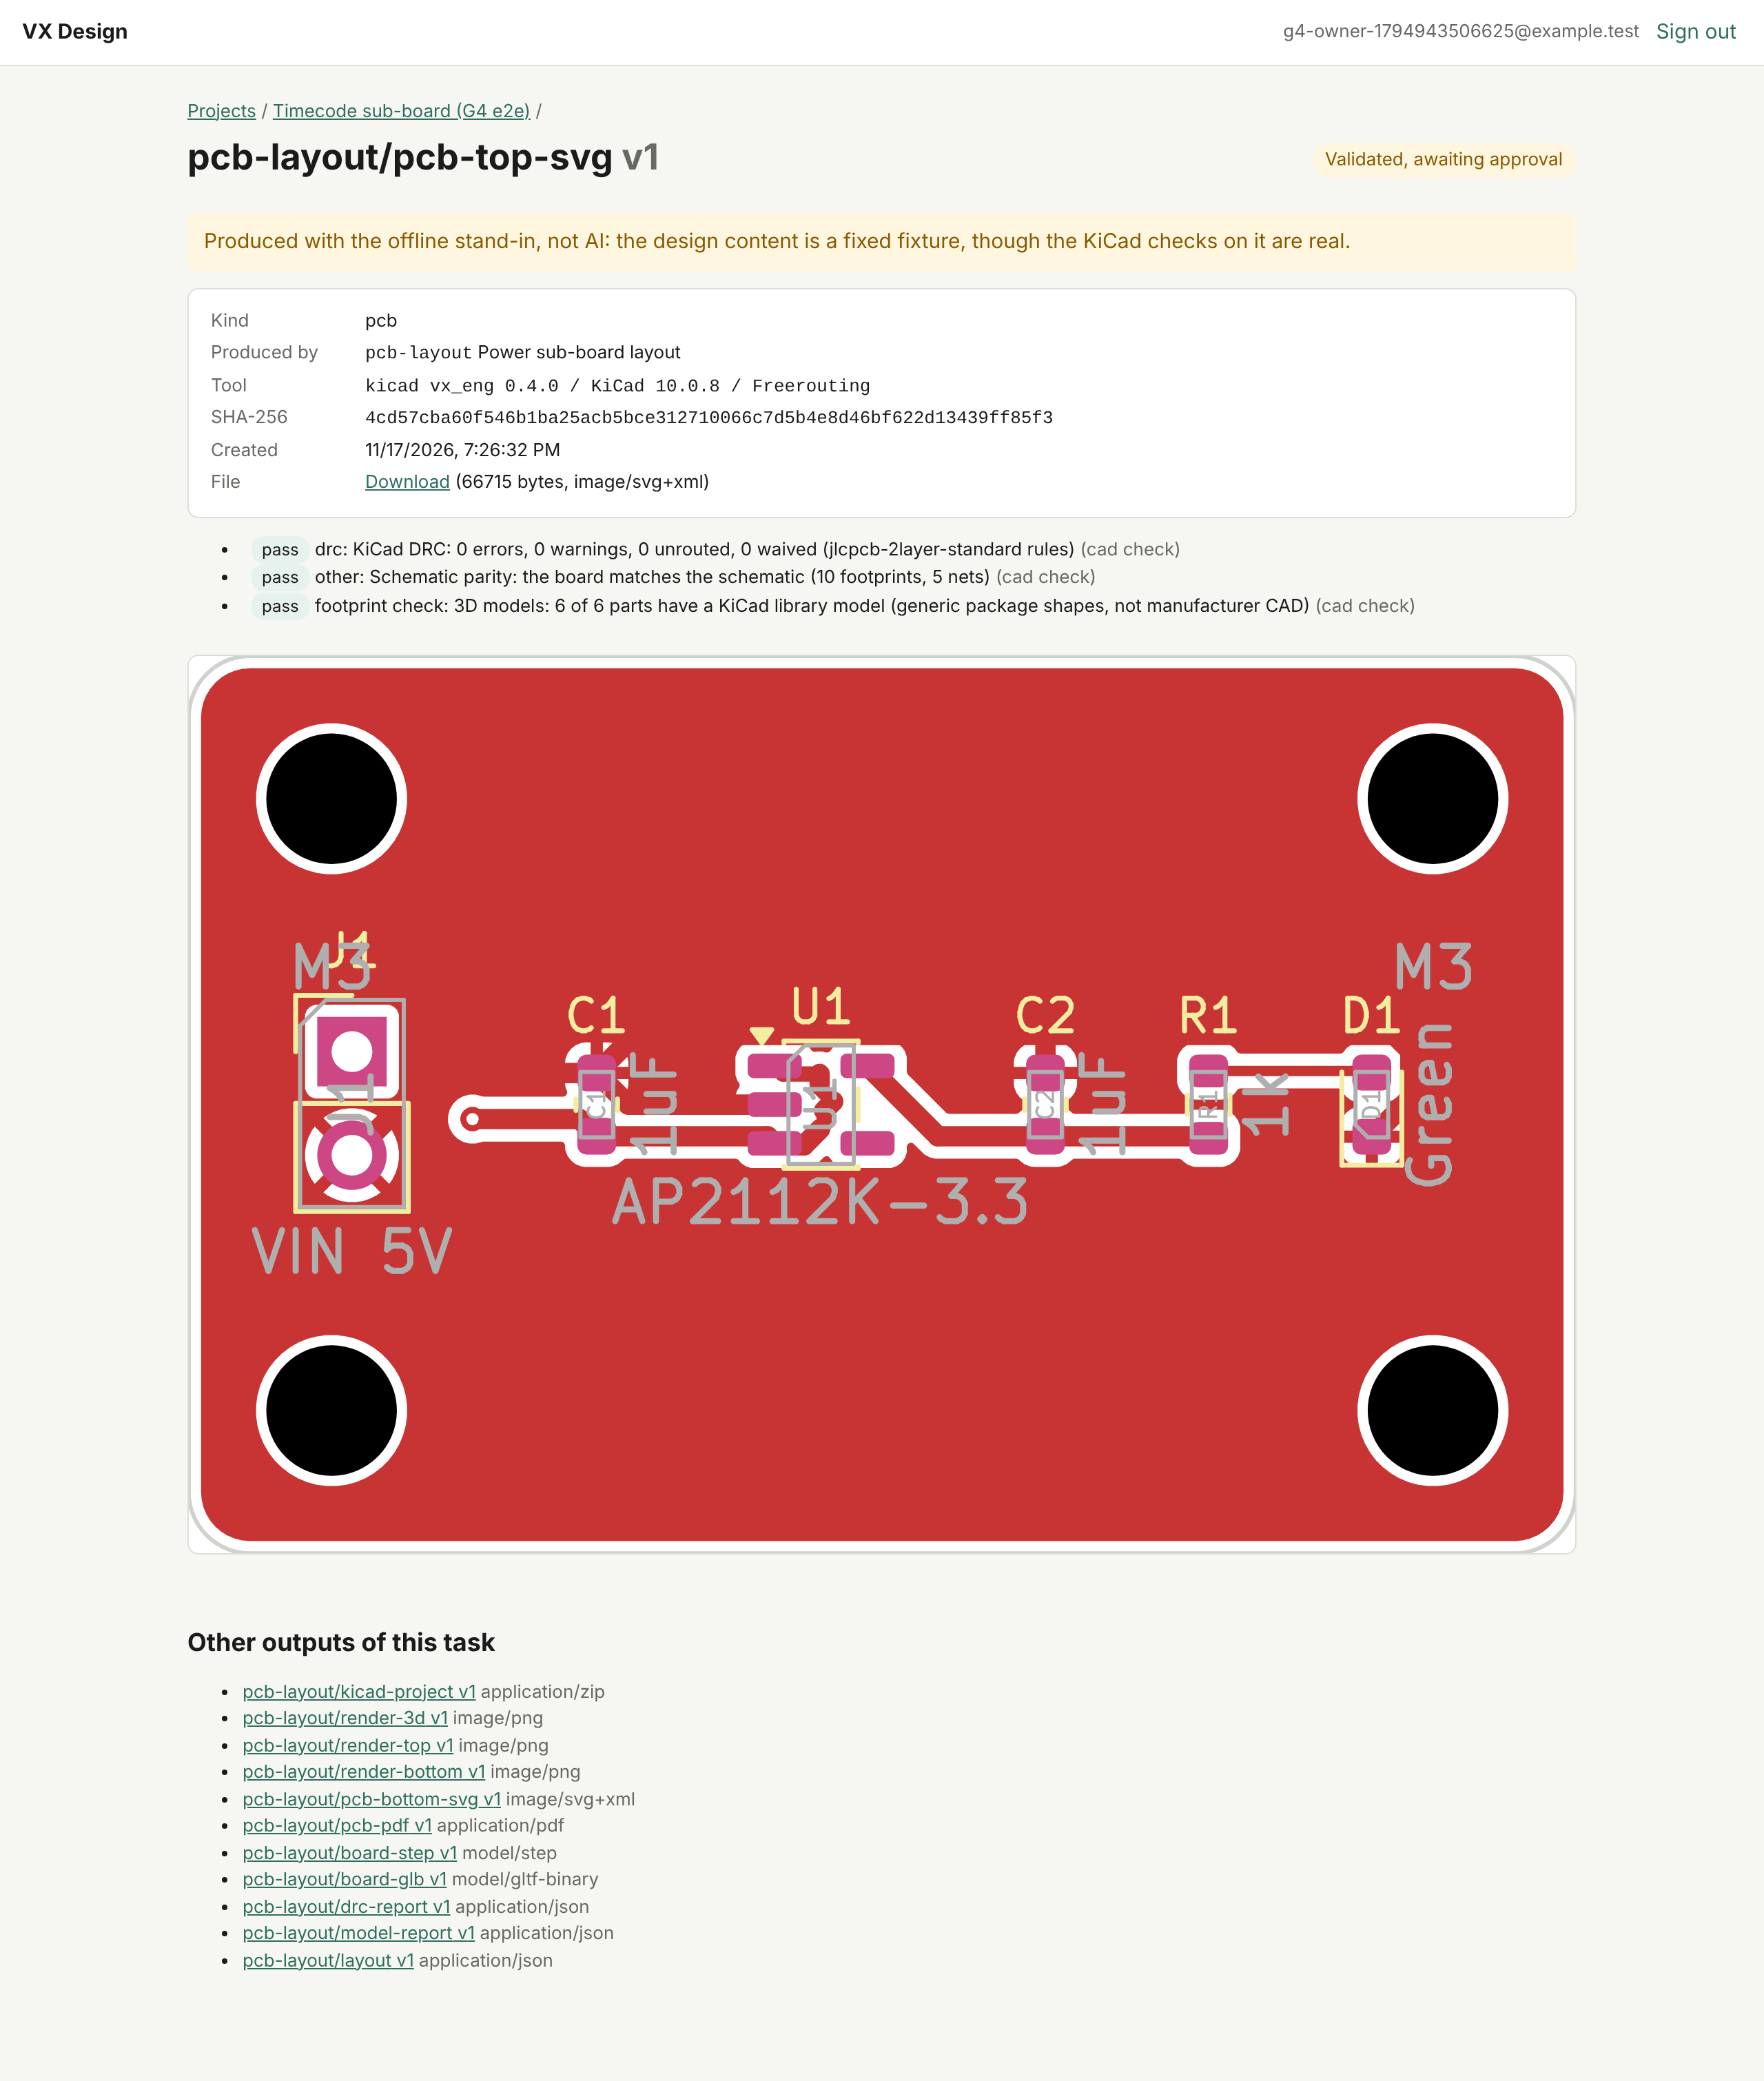 VX Design
g4-owner-1794943506625@example.test Sign out
Projects / Timecode sub-board (G4 e2e) /
pcb-layout/pcb-top-svg v1
Validated, awaiting approval
Produced with the offline stand-in, not AI: the design content is a fixed fixture, though the KiCad checks on it are real.
Kind pcb
Produced by pcb-layout Power sub-board layout
Tool kicad vx_eng 0.4.0 / KiCad 10.0.8 / Freerouting
SHA-256 4cd57cba60f546b1ba25acb5bce312710066c7d5b4e8d46bf622d13439ff85f3
Created 11/17/2026, 7:26:32 PM
File Download (66715 bytes, image/svg+xml)
pass drc: KiCad DRC: 0 errors, 0 warnings, 0 unrouted, 0 waived (jlcpcb-2layer-standard rules) (cad check)
pass other: Schematic parity: the board matches the schematic (10 footprints, 5 nets) (cad check)
pass footprint check: 3D models: 6 of 6 parts have a KiCad library model (generic package shapes, not manufacturer CAD) (cad check)
J1
M3
M3
C1
U1
C2
R1
D1
J1
C1
1uF
U1
C2
1uF
R1
1K
D1
Green
AP2112K-3.3
VIN 5V
Other outputs of this task
pcb-layout/kicad-project v1 application/zip
pcb-layout/render-3d v1 image/png
pcb-layout/render-top v1 image/png
pcb-layout/render-bottom v1 image/png
pcb-layout/pcb-bottom-svg v1 image/svg+xml
pcb-layout/pcb-pdf v1 application/pdf
pcb-layout/board-step v1 model/step
pcb-layout/board-glb v1 model/gltf-binary
pcb-layout/drc-report v1 application/json
pcb-layout/model-report v1 application/json
pcb-layout/layout v1 application/json